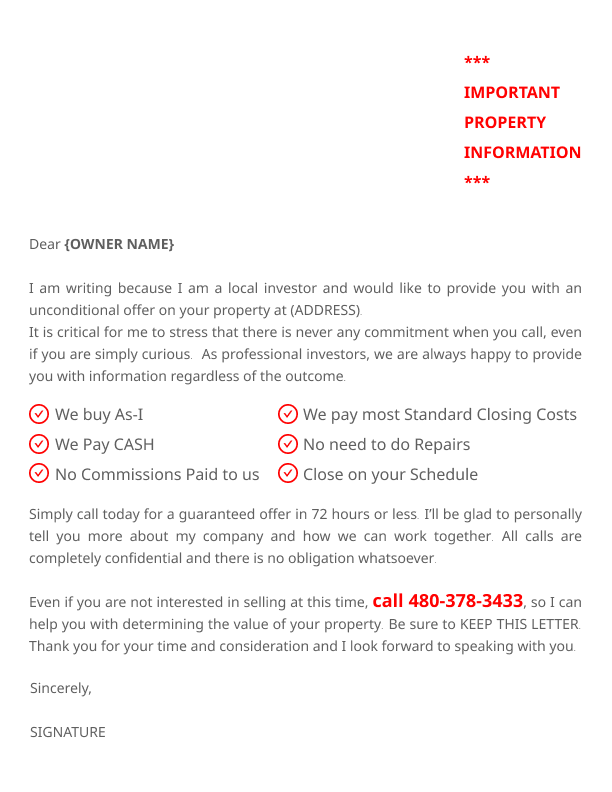 ***
IMPORTANT
PROPERTY
INFORMATION
***
Dear {OWNER NAME}
I am writing because I am a local investor and would like to provide you with an
unconditional offer on your property at (ADDRESS).
It is critical for me to stress that there is never any commitment when you call, even
if you are simply curious.  As professional investors, we are always happy to provide
you with information regardless of the outcome.
We buy As-I
We pay most Standard Closing Costs
We Pay CASH
No need to do Repairs
No Commissions Paid to us
Close on your Schedule
Simply call today for a guaranteed offer in 72 hours or less. I’ll be glad to personally
tell you more about my company and how we can work together. All calls are
completely confidential and there is no obligation whatsoever.
Even if you are not interested in selling at this time, call 480-378-3433, so I can
help you with determining the value of your property. Be sure to KEEP THIS LETTER.
Thank you for your time and consideration and I look forward to speaking with you.
Sincerely,
SIGNATURE